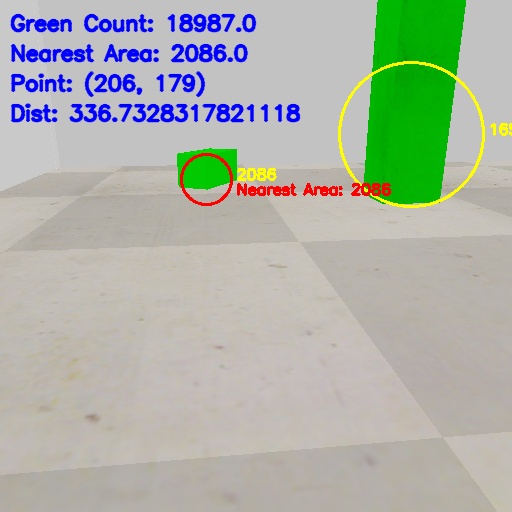 Green Count: 18987.0
Nearest Area: 2086.0
Point: (206, 179)
Dist: 336.7328317821118
2086
Nearest Area: 2086